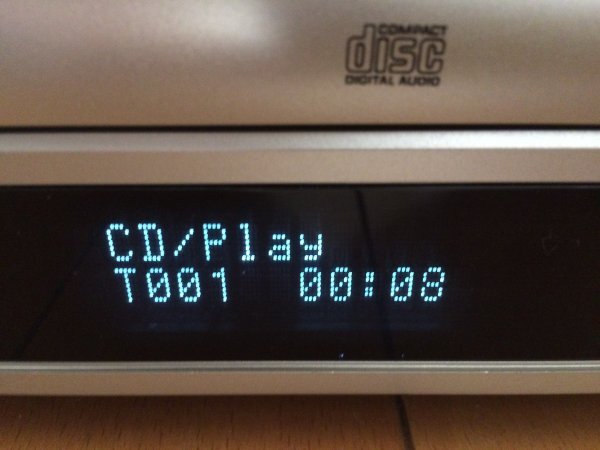 COMPACT
disc
DIGITAL AUDIO
CD/Play
T001 00:08